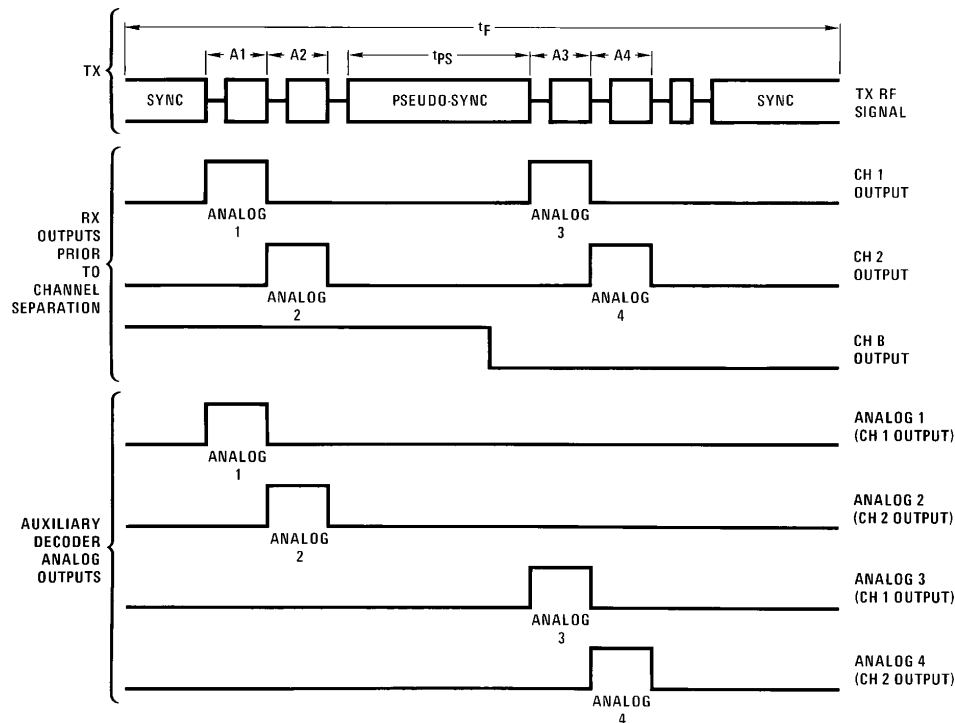 tF
A1 A2 tPS A3 A4
TX
SYNC PSEUDO-SYNC SYNC
TX RF
SIGNAL
RX
OUTPUTS
PRIOR
TO
CHANNEL
SEPARATION
CH 1
OUTPUT
ANALOG
1
ANALOG
3
CH 2
OUTPUT
ANALOG
2
ANALOG
4
CH B
OUTPUT
AUXILIARY
DECODER
ANALOG
OUTPUTS
ANALOG 1
(CH 1 OUTPUT)
ANALOG
1
ANALOG 2
(CH 2 OUTPUT)
ANALOG
2
ANALOG 3
(CH 1 OUTPUT)
ANALOG
3
ANALOG 4
(CH 2 OUTPUT)
ANALOG
4